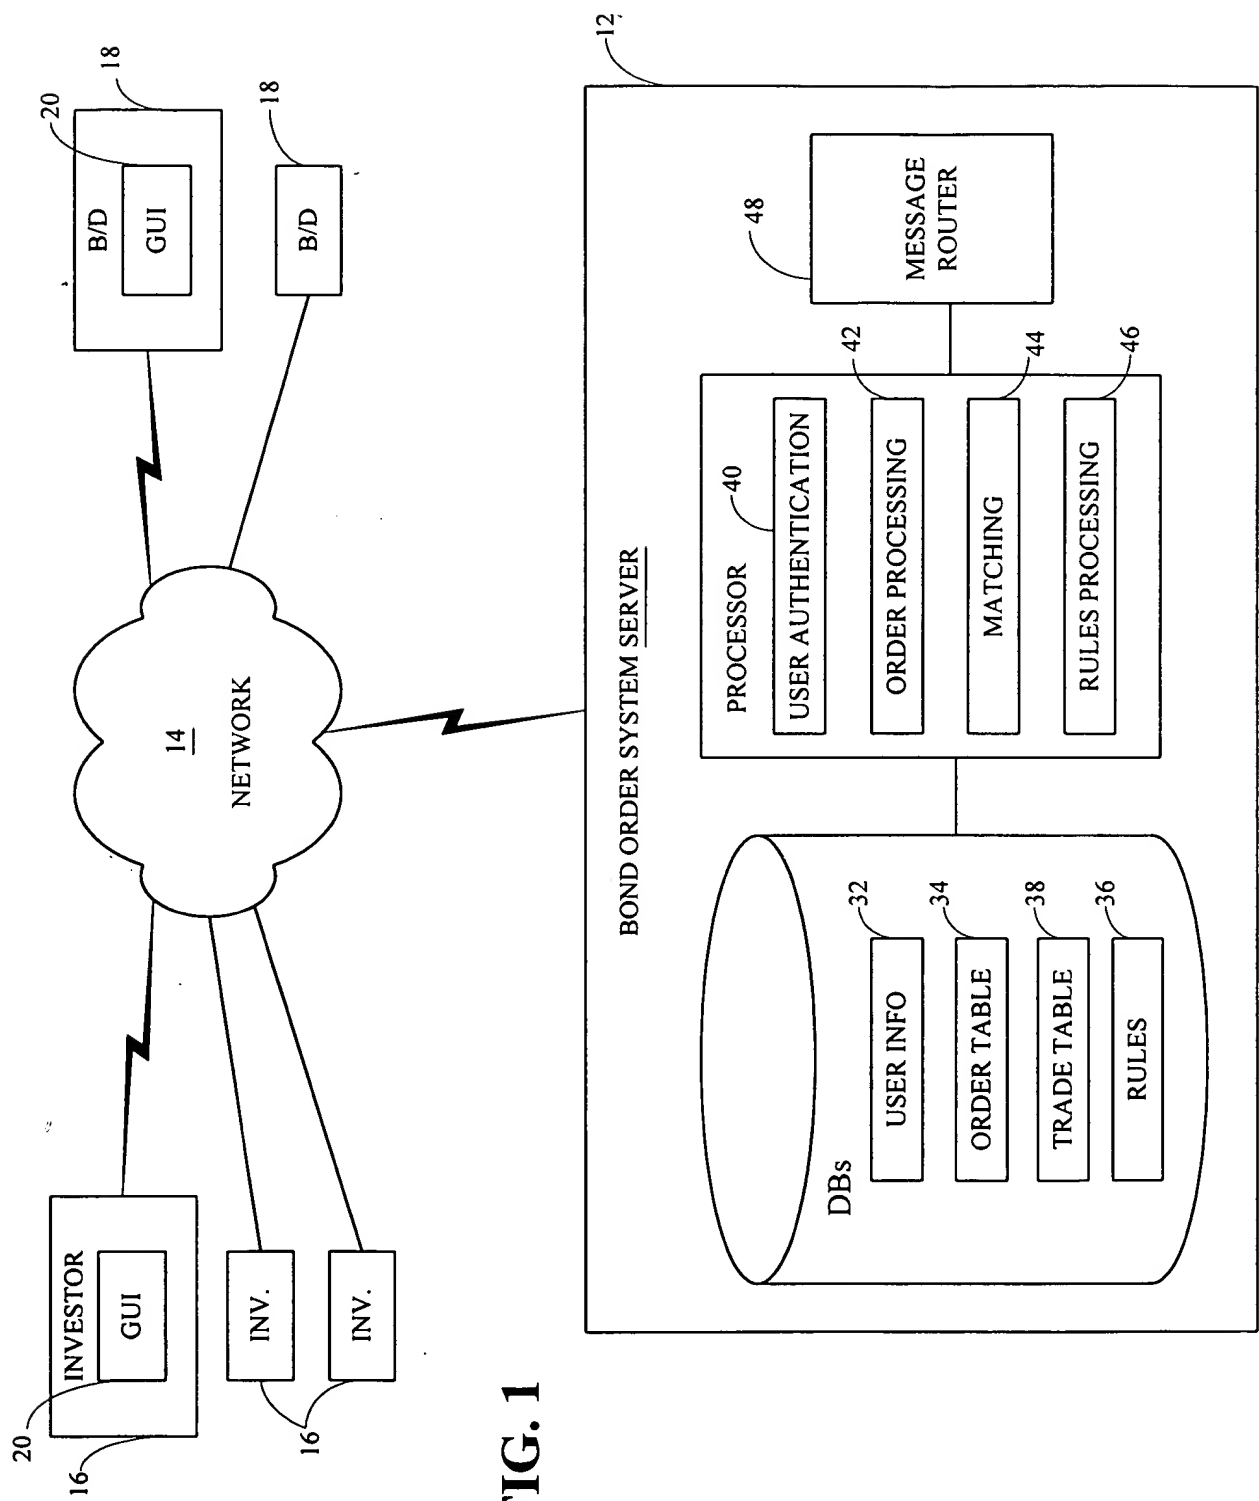 20
16
INVESTOR
GUI
INV.
INV.
16
14
NETWORK
18
20
B/D
GUI
18
B/D
FIG. 1
12
BOND ORDER SYSTEM SERVER
DBs
USER INFO
32
ORDER TABLE
34
TRADE TABLE
38
RULES
36
PROCESSOR
40
USER AUTHENTICATION
ORDER PROCESSING
42
MATCHING
44
RULES PROCESSING
46
48
MESSAGE
ROUTER